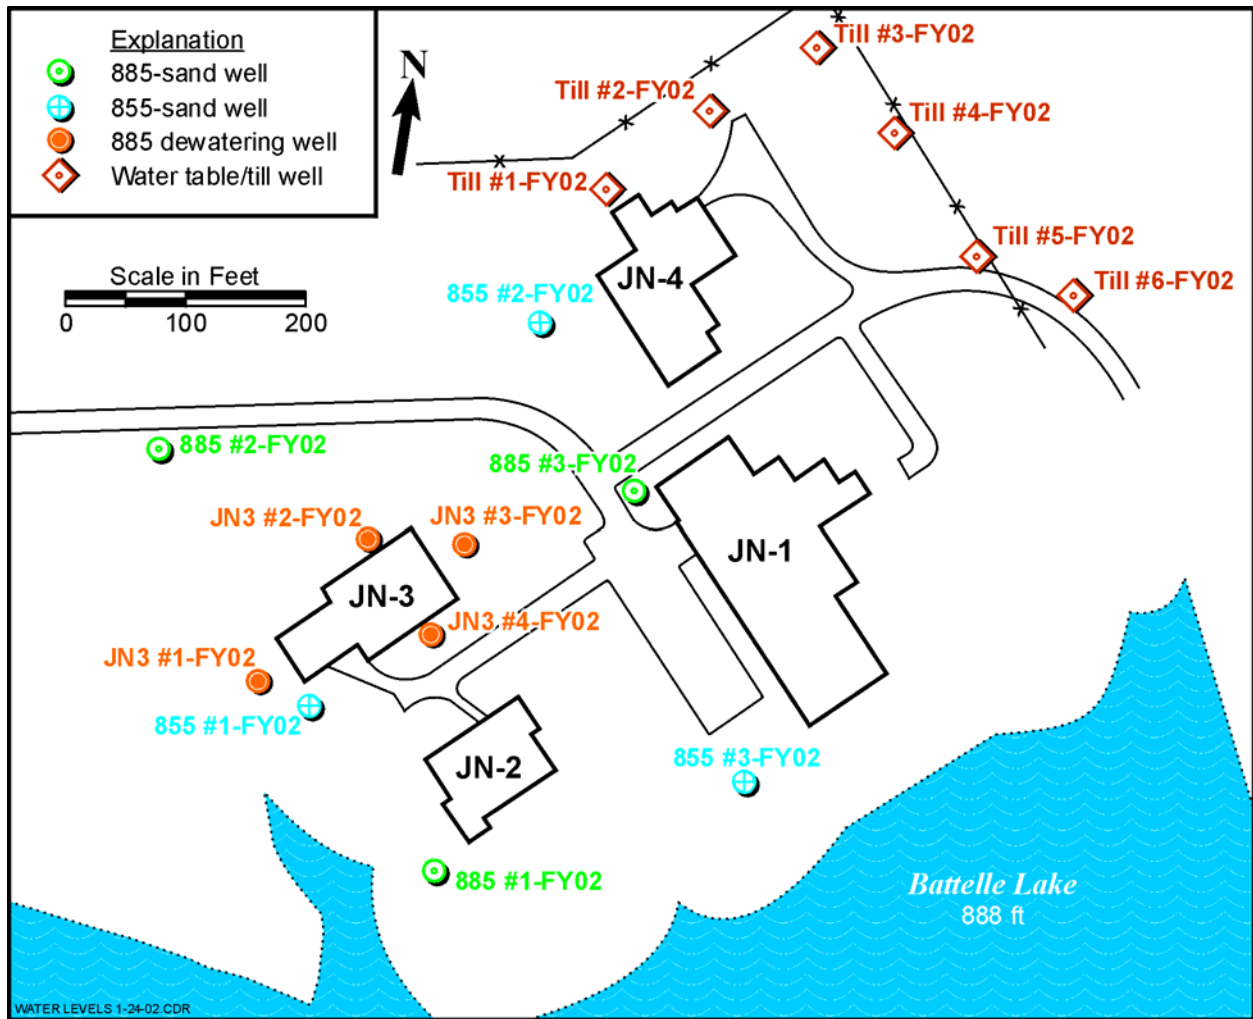 Explanation
885-sand well
855-sand well
885 dewatering well
Water table/till well
N
Scale in Feet
0 100 200
Till #3-FY02
Till #2-FY02
Till #4-FY02
Till #1-FY02
Till #5-FY02
Till #6-FY02
JN-4
855 #2-FY02
885 #2-FY02
885 #3-FY02
JN3 #2-FY02
JN3 #3-FY02
JN-1
JN-3
JN3 #4-FY02
JN3 #1-FY02
855 #1-FY02
JN-2
855 #3-FY02
885 #1-FY02
Battelle Lake
888 ft
WATER LEVELS 1-24-02.CDR